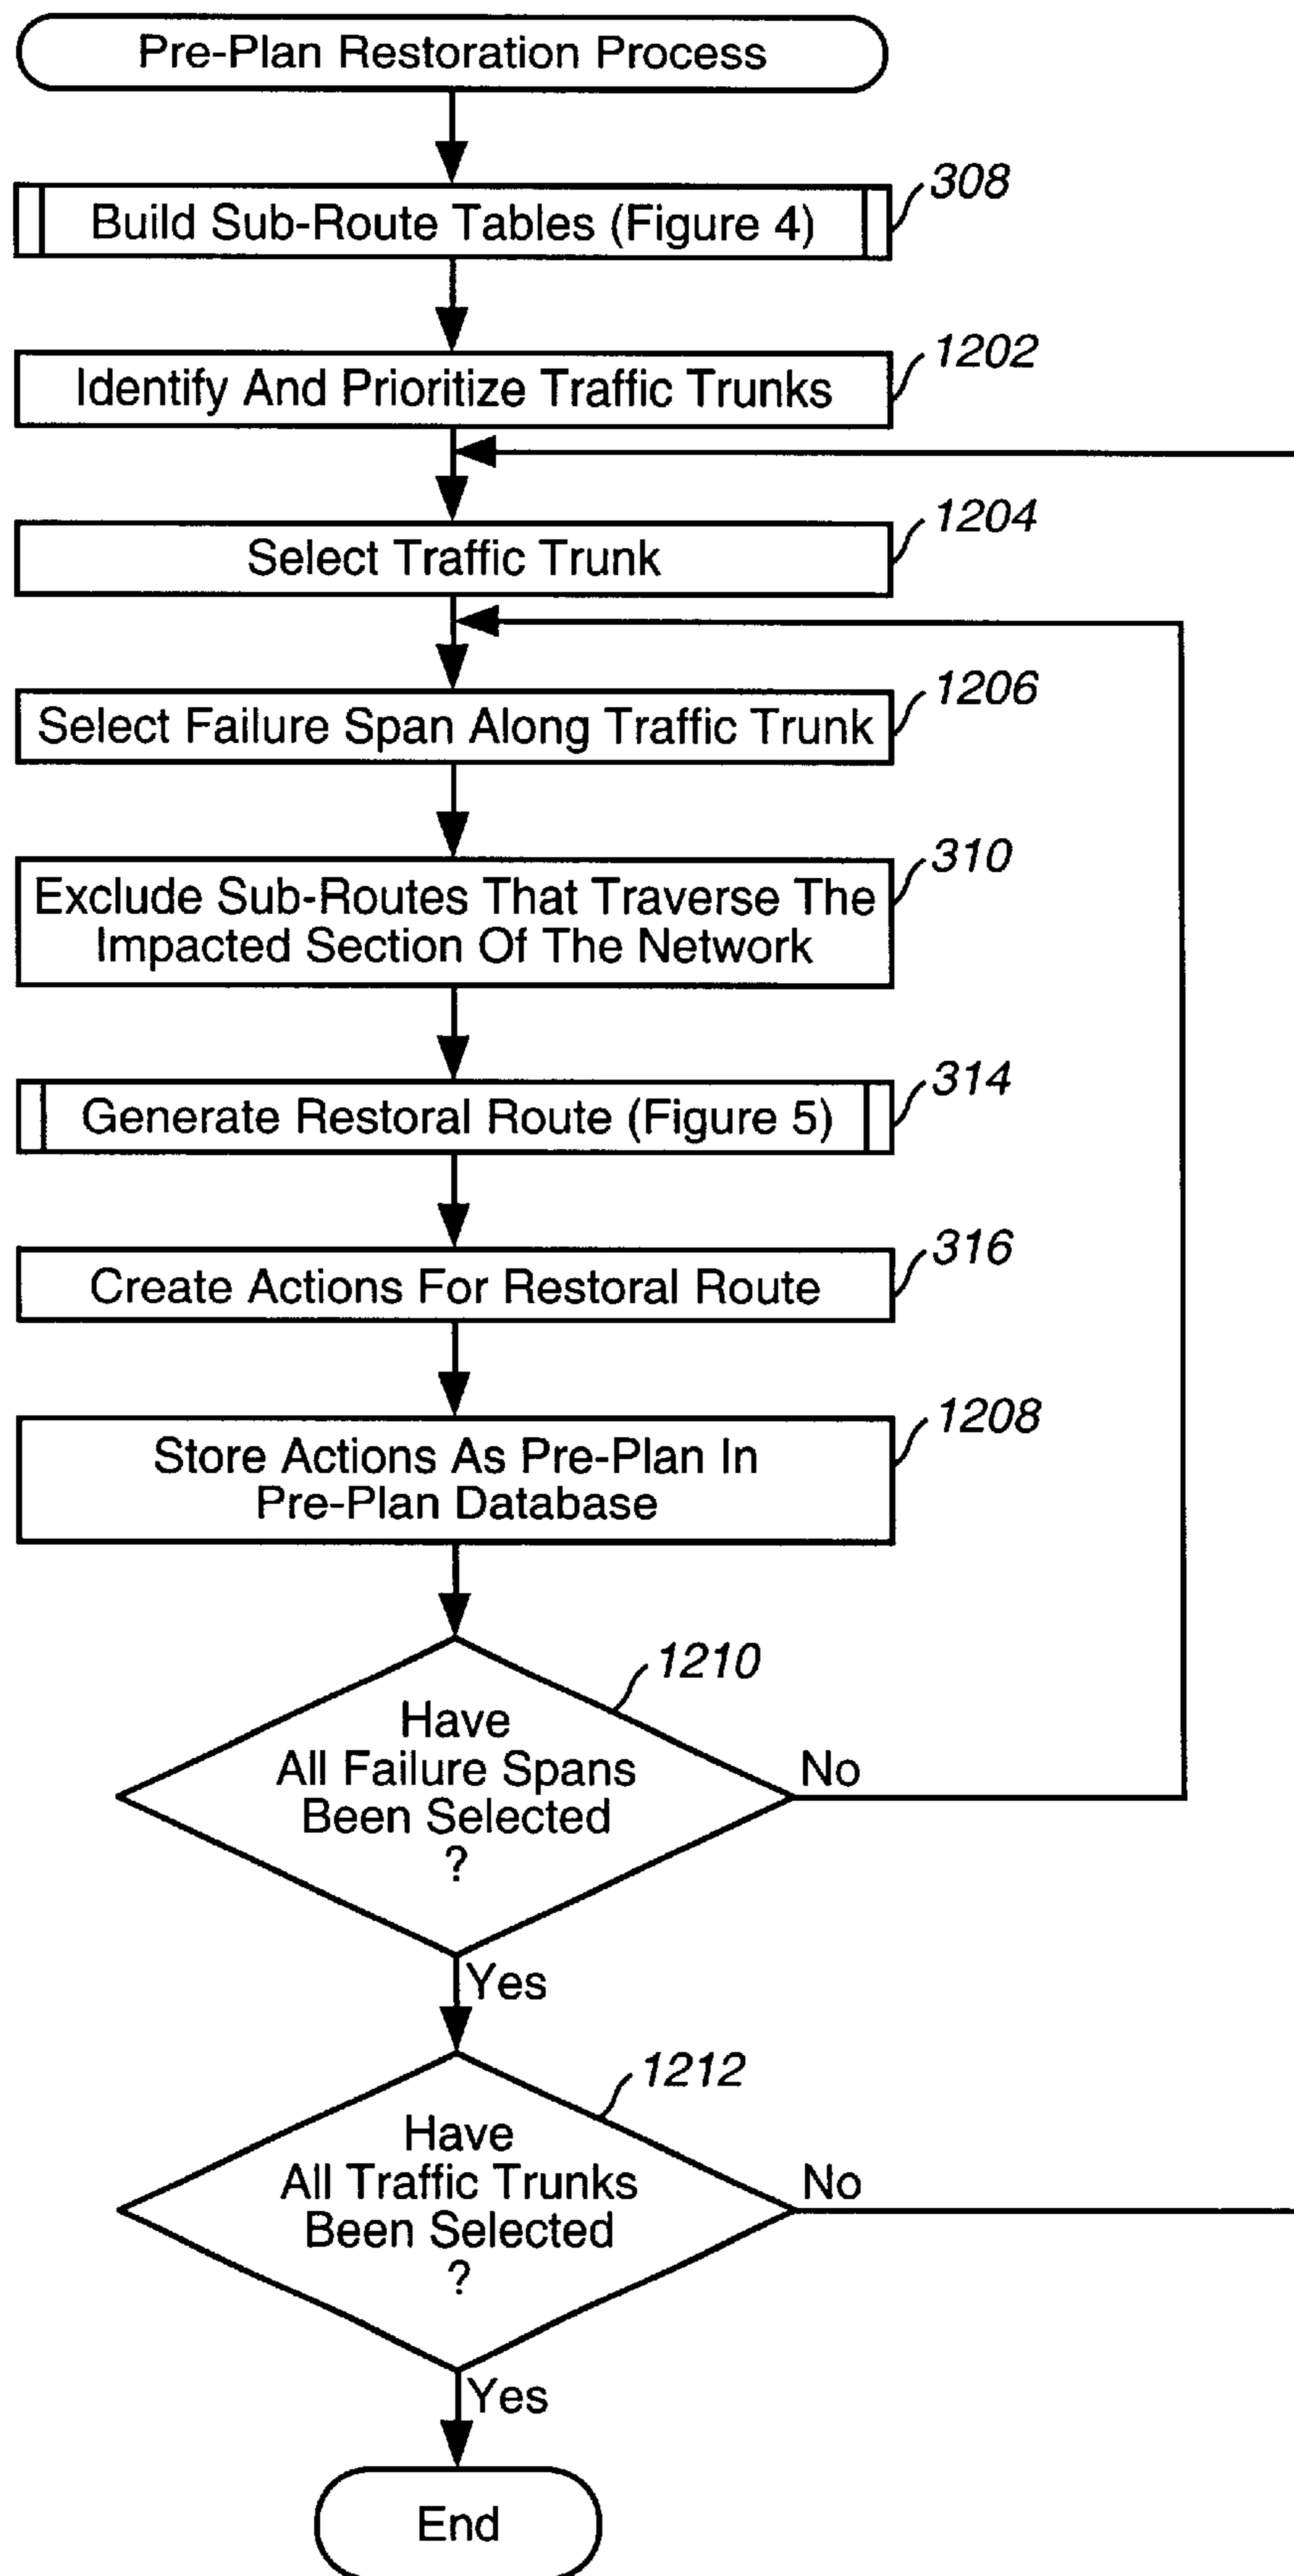 Pre-Plan Restoration Process
308
Build Sub-Route Tables (Figure 4)
1202
Identify And Prioritize Traffic Trunks
1204
Select Traffic Trunk
1206
Select Failure Span Along Traffic Trunk
310
Exclude Sub-Routes That Traverse The
Impacted Section Of The Network
314
Generate Restoral Route (Figure 5)
316
Create Actions For Restoral Route
1208
Store Actions As Pre-Plan In
Pre-Plan Database
1210
Have
All Failure Spans
Been Selected
?
No
Yes
1212
Have
All Traffic Trunks
Been Selected
?
No
Yes
End